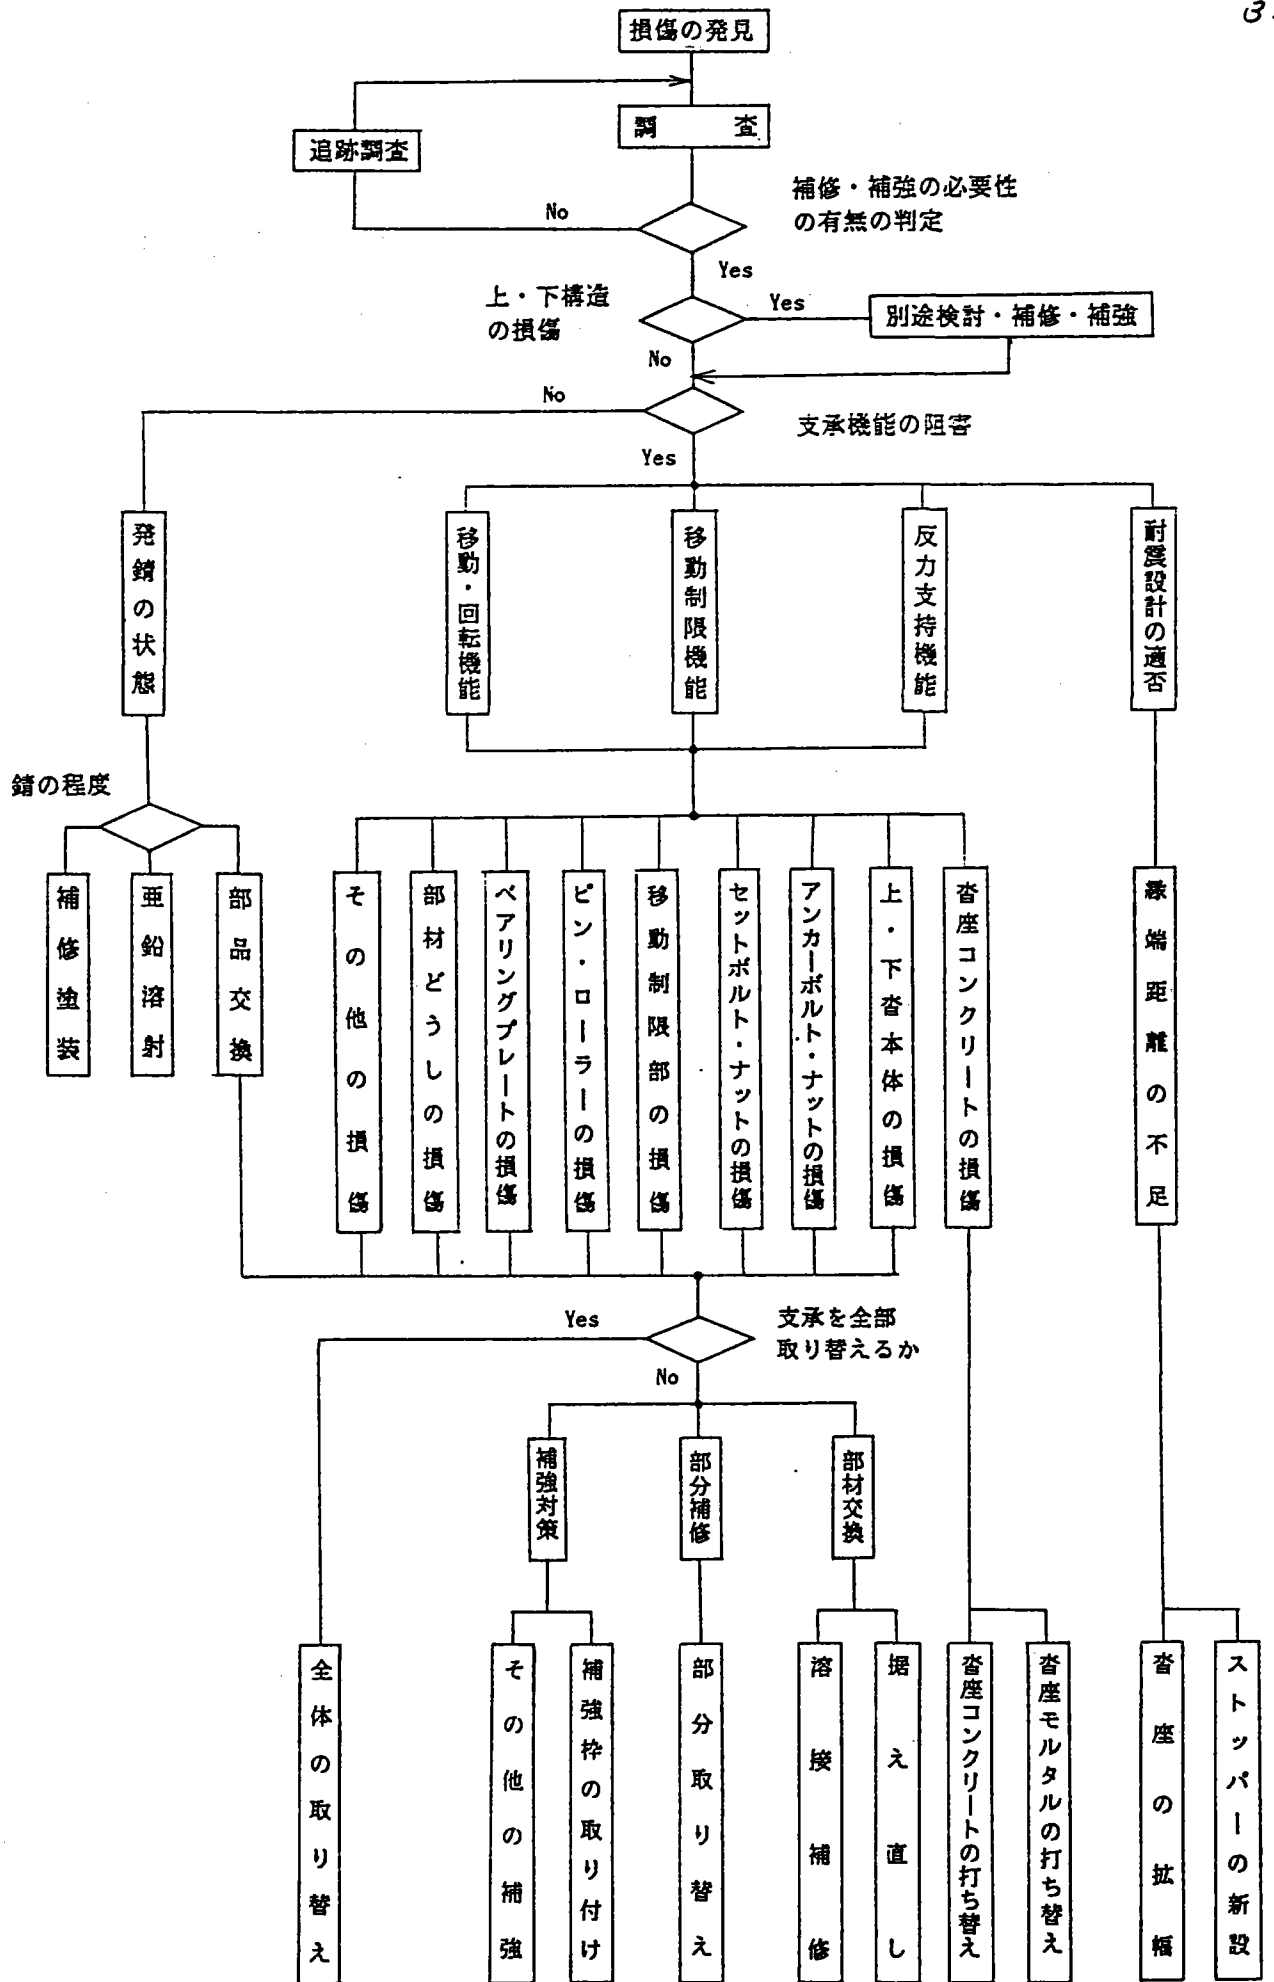 3.
損傷の発見
調査
追跡調査
補修・補強の必要性
の有無の判定
No
Yes
上・下構造
の損傷
Yes
別途検討・補修・補強
No
No
支承機能の阻害
Yes
発錆の状態
移動・回転機能
移動制限機能
反力支持機能
耐震設計の適否
錆の程度
補修塗装
亜鉛溶射
部品交換
その他の損傷
部材どうしの損傷
ベアリングプレートの損傷
ピン・ローラーの損傷
移動制限部の損傷
セットボルト・ナットの損傷
アンカーボルト・ナットの損傷
上・下沓本体の損傷
沓座コンクリートの損傷
縁端距離の不足
Yes
支承を全部
取り替えるか
No
補強対策
部分補修
部材交換
全体の取り替え
その他の補強
補強枠の取り付け
部分取り替え
溶接補修
据え直し
沓座コンクリートの打ち替え
沓座モルタルの打ち替え
沓座の拡幅
ストッパーの新設